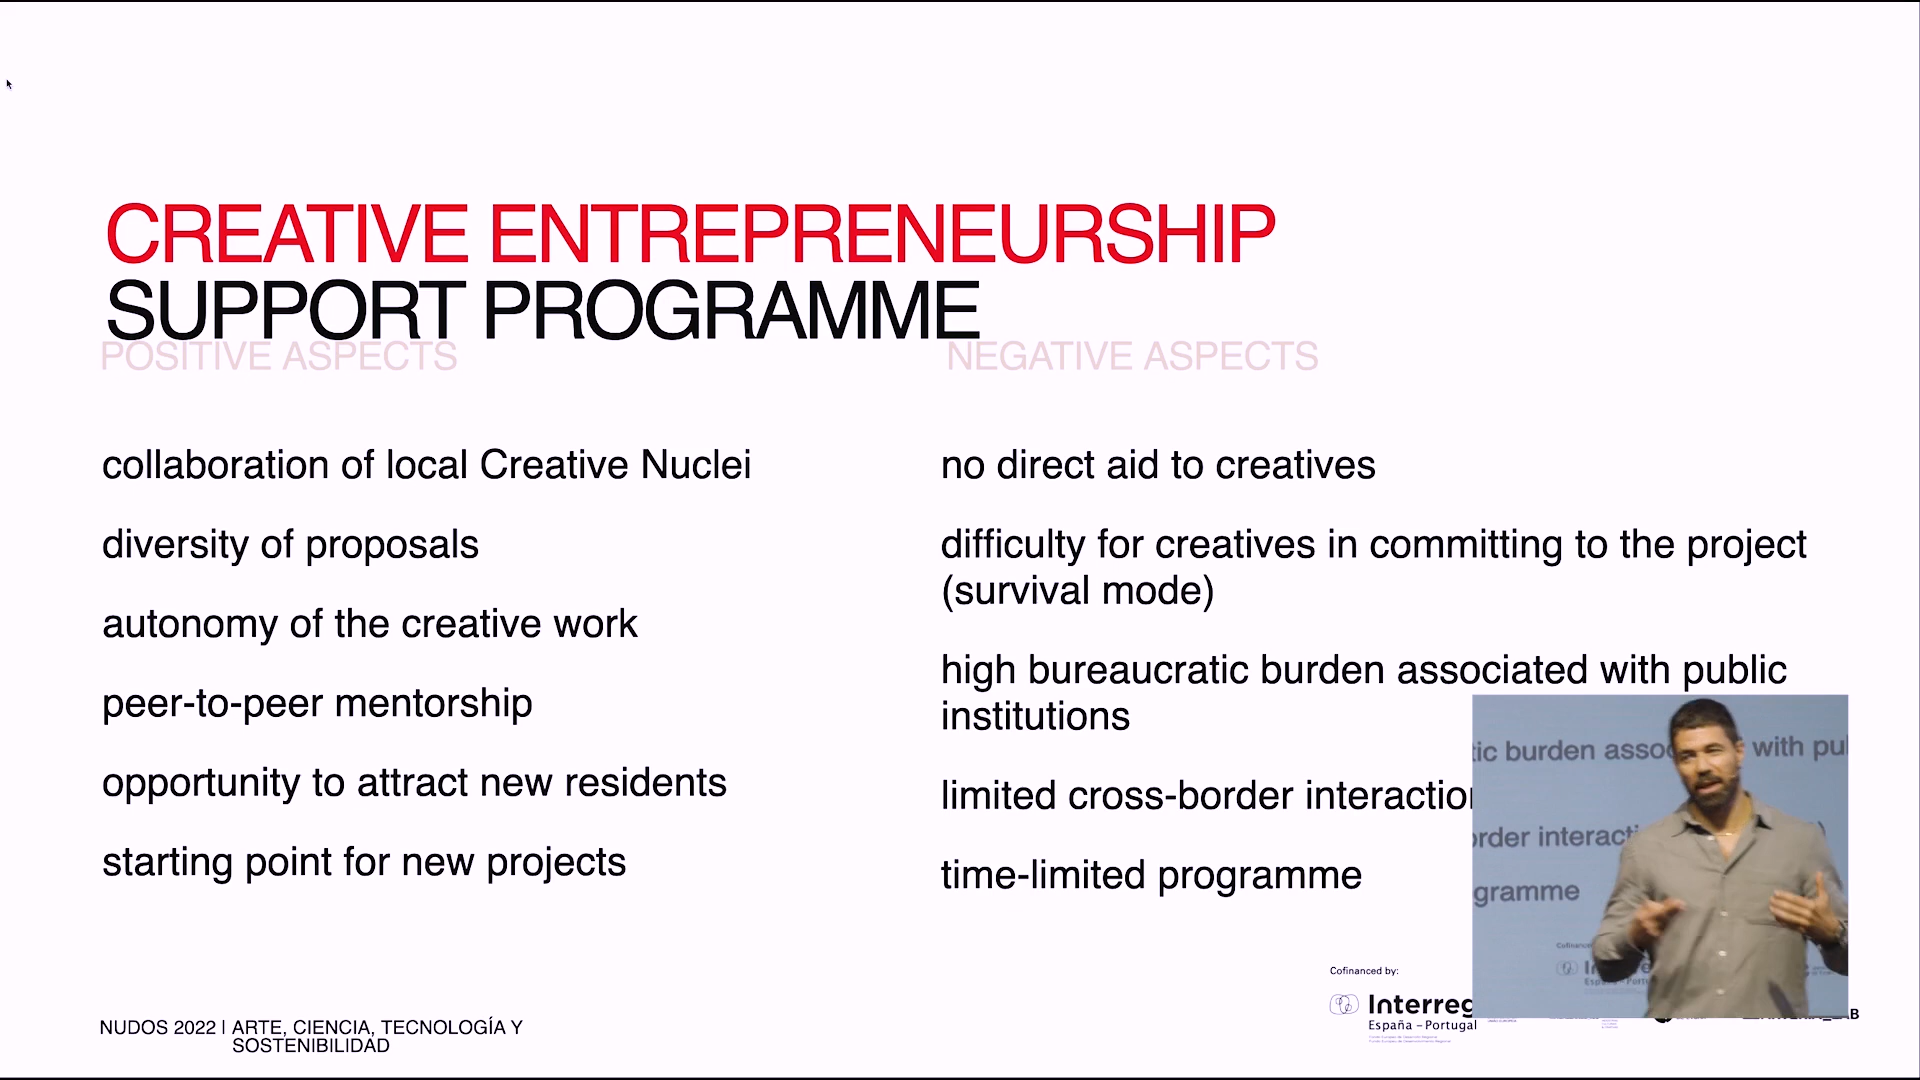 CREATIVE ENTREPRENEURSHIP
SUPPORT PROGRAMME
POSITIVE ASPECTS
collaboration of local Creative Nuclei
diversity of proposals
autonomy of the creative work
peer-to-peer mentorship
opportunity to attract new residents
starting point for new projects
NEGATIVE ASPECTS
no direct aid to creatives
difficulty for creatives in committing to the project
(survival mode)
high bureaucratic burden associated with public
institutions
limited cross-border
time-limited programme
burden with
interacti
Cofinanced by:
Interreg
España – Portugal
NUDOS 2022 | ARTE, CIENCIA, TECNOLOGÍA Y
SOSTENIBILIDAD